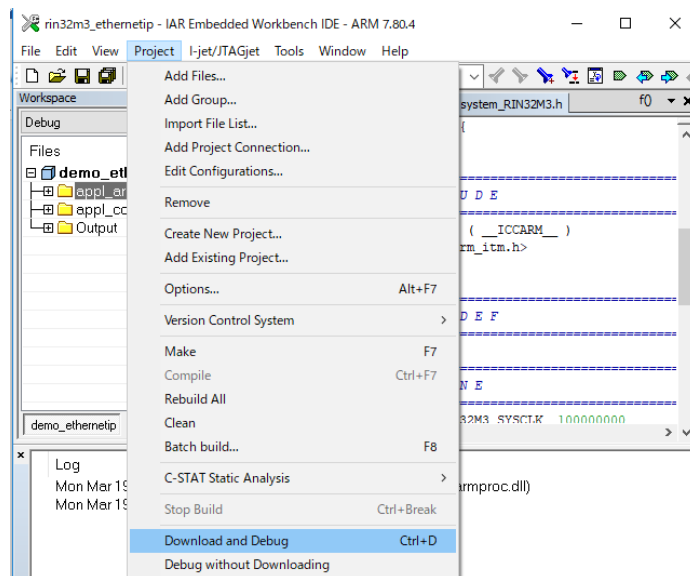 rin32m3_ethernetip - IAR Embedded Workbench IDE - ARM 7.80.4
File Edit View Project I-jet/JTAGjet Tools Window Help
Workspace
system_RIN32M3.h
f()
Debug
Files
demo_etl
appl_ar
appl_co
Output
demo_ethernetip
Add Files...
Add Group...
Import File List...
Add Project Connection...
Edit Configurations...
Remove
Create New Project...
Add Existing Project...
Options... Alt+F7
Version Control System >
Make F7
Compile Ctrl+F7
Rebuild All
Clean
Batch build... F8
C-STAT Static Analysis >
Stop Build Ctrl+Break
Download and Debug Ctrl+D
Debug without Downloading
{
==============================
U D E
==============================
( __ICCARM__ )
rm_itm.h>
==============================
D E F
==============================
==============================
N E
==============================
32M3_SYSCLK 100000000
Log
Mon Mar 19
armproc.dll)
Mon Mar 19